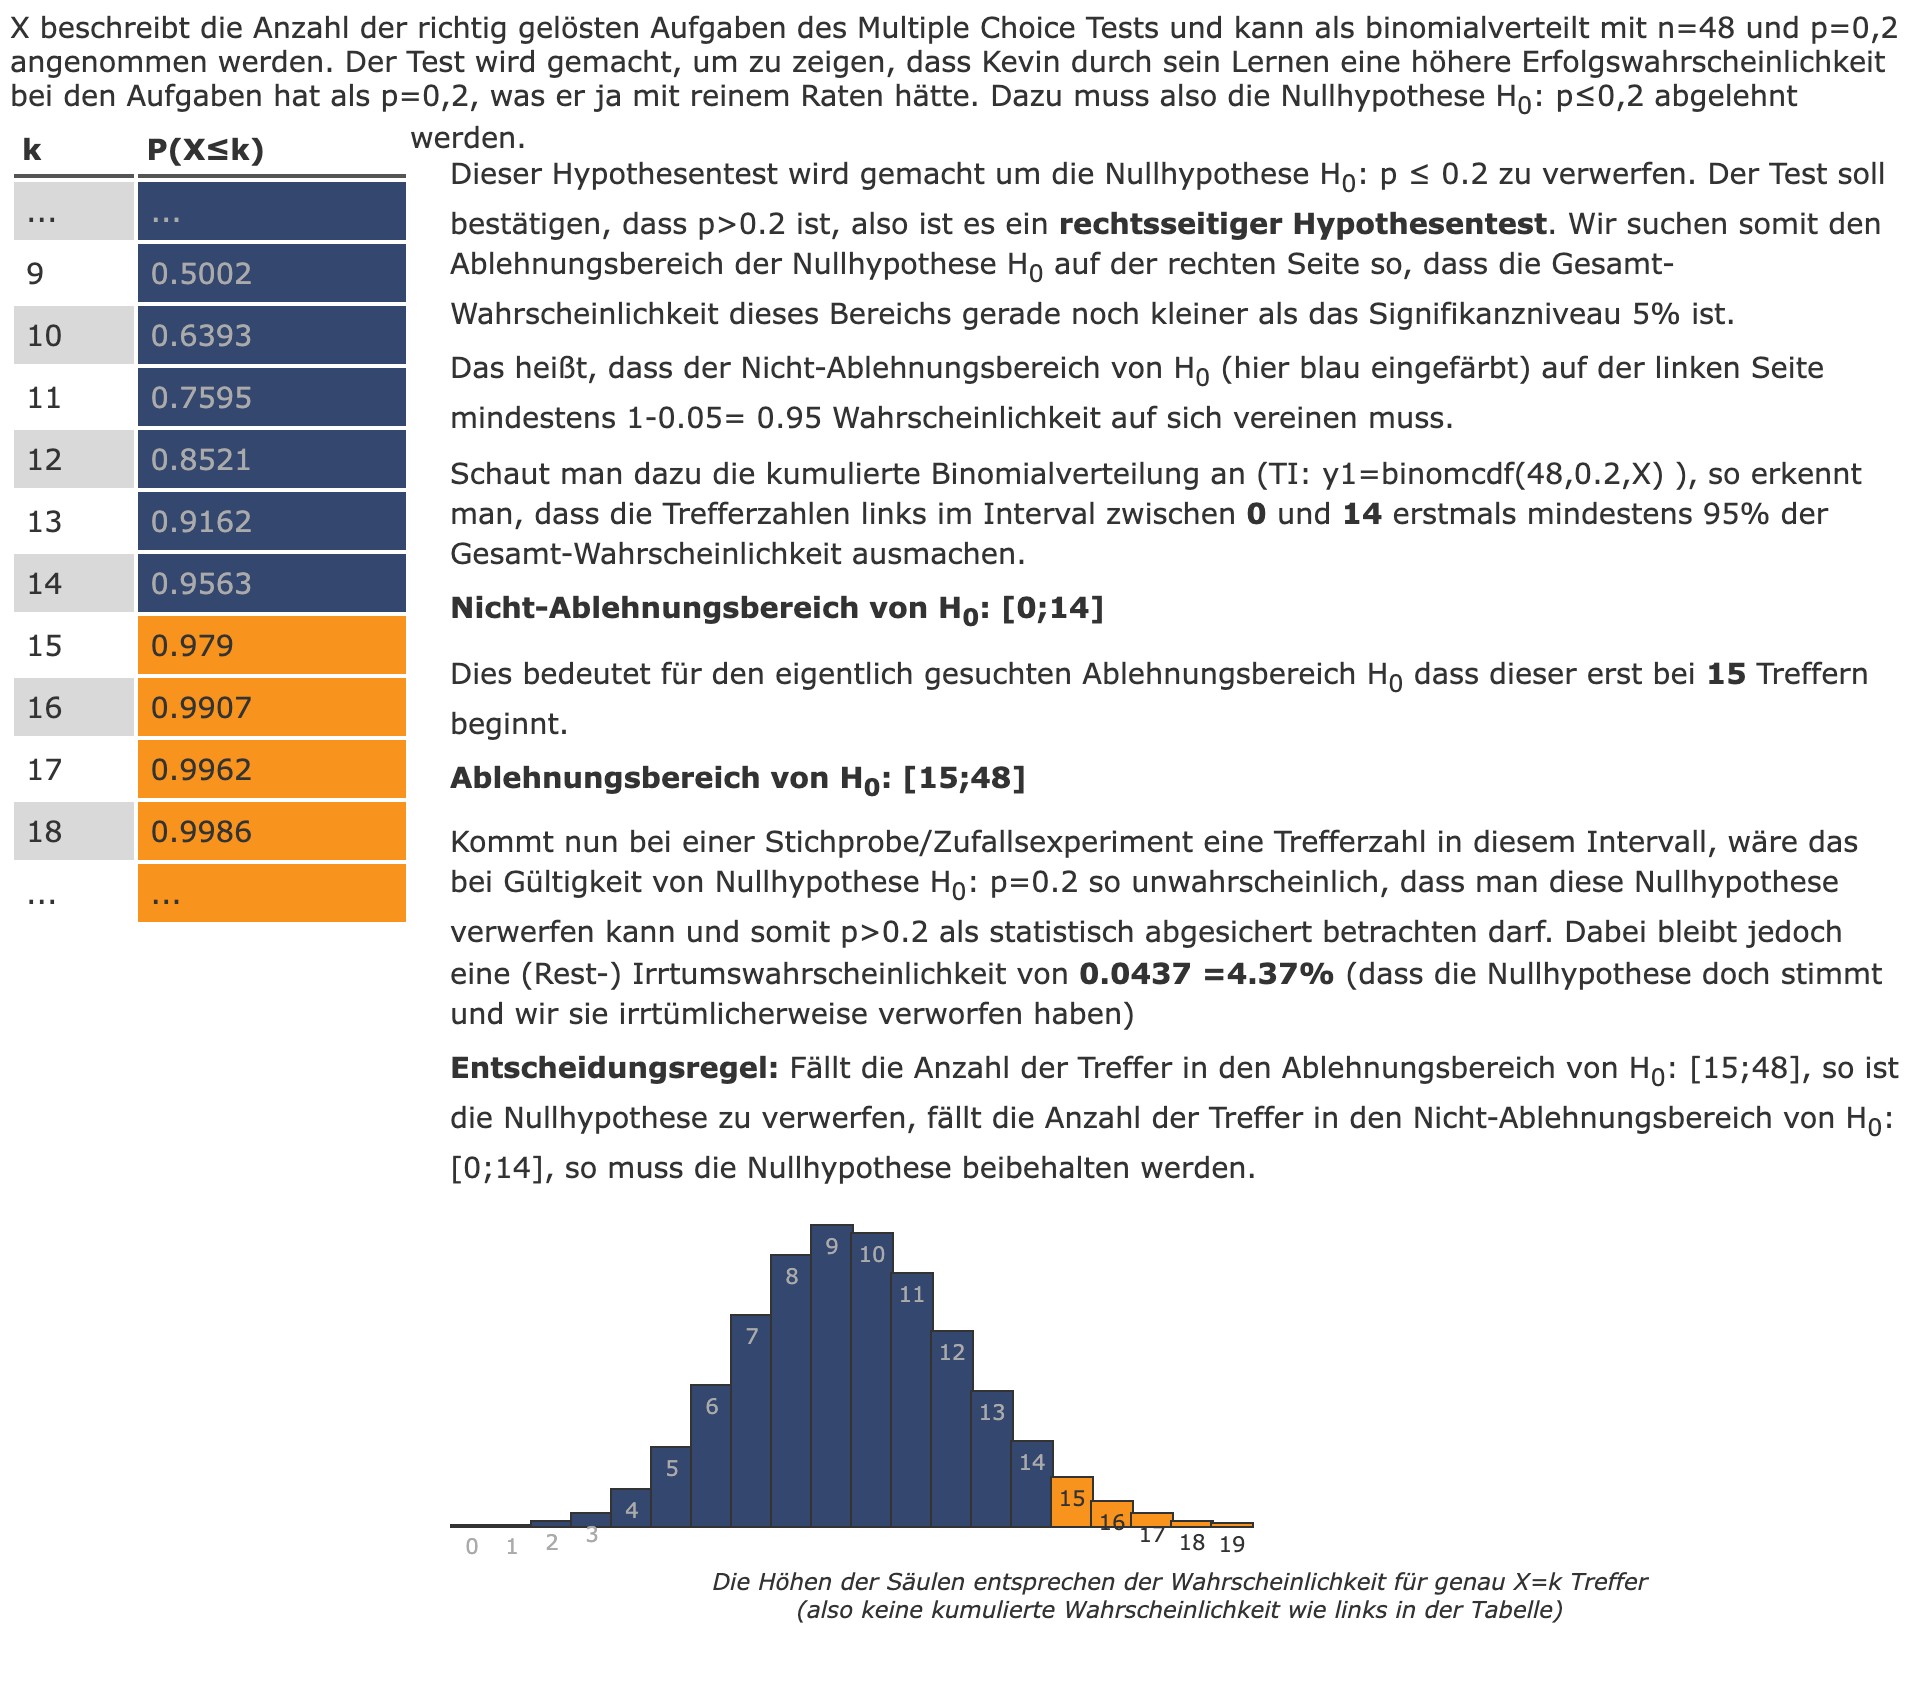 X beschreibt die Anzahl der richtig gelösten Aufgaben des Multiple Choice Tests und kann als binomialverteilt mit n=48 und p=0,2
angenommen werden. Der Test wird gemacht, um zu zeigen, dass Kevin durch sein Lernen eine höhere Erfolgswahrscheinlichkeit
bei den Aufgaben hat als p=0,2, was er ja mit reinem Raten hätte. Dazu muss also die Nullhypothese H₀: p≤0,2 abgelehnt
werden.
k P(X≤k)
... ...
9 0.5002
10 0.6393
11 0.7595
12 0.8521
13 0.9162
14 0.9563
15 0.979
16 0.9907
17 0.9962
18 0.9986
... ...
Dieser Hypothesentest wird gemacht um die Nullhypothese H₀: p ≤ 0.2 zu verwerfen. Der Test soll
bestätigen, dass p>0.2 ist, also ist es ein rechtsseitiger Hypothesentest. Wir suchen somit den
Ablehnungsbereich der Nullhypothese H₀ auf der rechten Seite so, dass die Gesamt-
Wahrscheinlichkeit dieses Bereichs gerade noch kleiner als das Signifikanzniveau 5% ist.
Das heißt, dass der Nicht-Ablehnungsbereich von H₀ (hier blau eingefärbt) auf der linken Seite
mindestens 1-0.05= 0.95 Wahrscheinlichkeit auf sich vereinen muss.
Schaut man dazu die kumulierte Binomialverteilung an (TI: y1=binomcdf(48,0.2,X) ), so erkennt
man, dass die Trefferzahlen links im Interval zwischen 0 und 14 erstmals mindestens 95% der
Gesamt-Wahrscheinlichkeit ausmachen.
Nicht-Ablehnungsbereich von H₀: [0;14]
Dies bedeutet für den eigentlich gesuchten Ablehnungsbereich H₀ dass dieser erst bei 15 Treffern
beginnt.
Ablehnungsbereich von H₀: [15;48]
Kommt nun bei einer Stichprobe/Zufallsexperiment eine Trefferzahl in diesem Intervall, wäre das
bei Gültigkeit von Nullhypothese H₀: p=0.2 so unwahrscheinlich, dass man diese Nullhypothese
verwerfen kann und somit p>0.2 als statistisch abgesichert betrachten darf. Dabei bleibt jedoch
eine (Rest-) Irrtumswahrscheinlichkeit von 0.0437 =4.37% (dass die Nullhypothese doch stimmt
und wir sie irrtümlicherweise verworfen haben)
Entscheidungsregel: Fällt die Anzahl der Treffer in den Ablehnungsbereich von H₀: [15;48], so ist
die Nullhypothese zu verwerfen, fällt die Anzahl der Treffer in den Nicht-Ablehnungsbereich von H₀:
[0;14], so muss die Nullhypothese beibehalten werden.
0 1 2 3 4 5 6 7 8 9 10 11 12 13 14 15 16 17 18 19
Die Höhen der Säulen entsprechen der Wahrscheinlichkeit für genau X=k Treffer
(also keine kumulierte Wahrscheinlichkeit wie links in der Tabelle)